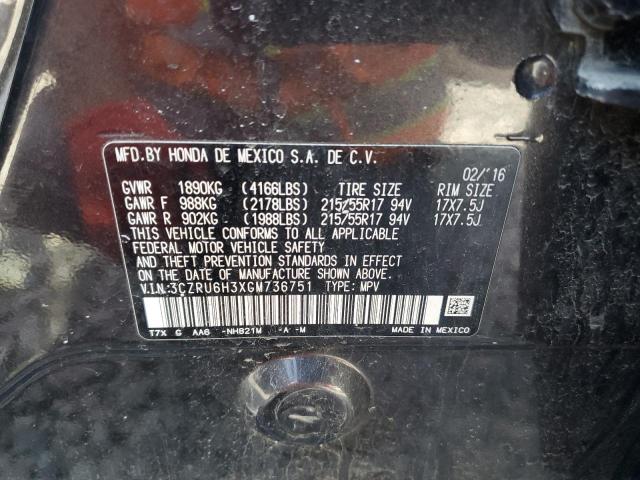 MFD.BY HONDA DE MEXICO S.A. DE C.V.
02/'16
GVWR 1890KG (4166LBS) TIRE SIZE RIM SIZE
GAWR F 988KG (2178LBS) 215/55R17 94V 17X7.5J
GAWR R 902KG (1988LBS) 215/55R17 94V 17X7.5J
THIS VEHICLE CONFORMS TO ALL APPLICABLE
FEDERAL MOTOR VEHICLE SAFETY
AND THEFT PREVENTION STANDARDS IN EFFECT ON
THE DATE OF MANUFACTURE SHOWN ABOVE.
V.I.N:3CZRU6H3XGM736751 TYPE: MPV
T7X G AA6 -NH821M -A -M MADE IN MEXICO